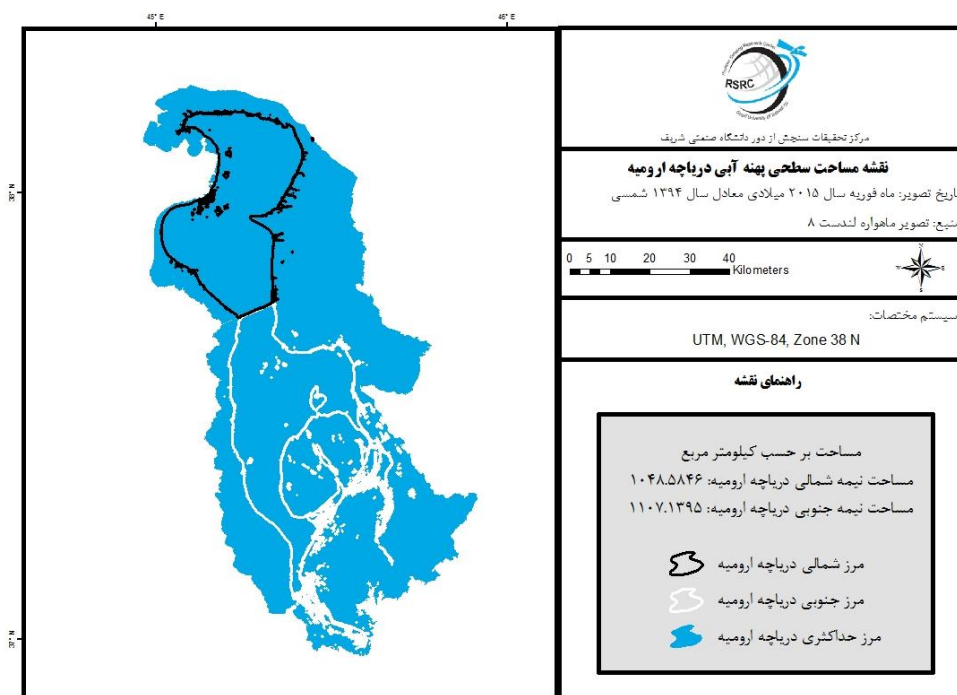 45° E
46° E
38° N
37° N
RSRC
مرکز تحقیقات سنجش از دور دانشگاه صنعتی شریف
نقشه مساحت سطحی پهنه آبی دریاچه ارومیه
تاریخ تصویر: ماه فوریه سال ۲۰۱۵ میلادی معادل سال ۱۳۹۴ شمسی
منبع: تصویر ماهواره لندست ۸
0 5 10 20 30 40
Kilometers
سیستم مختصات:
UTM, WGS-84, Zone 38 N
راهنمای نقشه
مساحت بر حسب کیلومتر مربع
مساحت نیمه شمالی دریاچه ارومیه: ۱۰۴۸.۵۸۴۶
مساحت نیمه جنوبی دریاچه ارومیه: ۱۱۰۷.۱۳۹۵
مرز شمالی دریاچه ارومیه
مرز جنوبی دریاچه ارومیه
مرز حداکثری دریاچه ارومیه